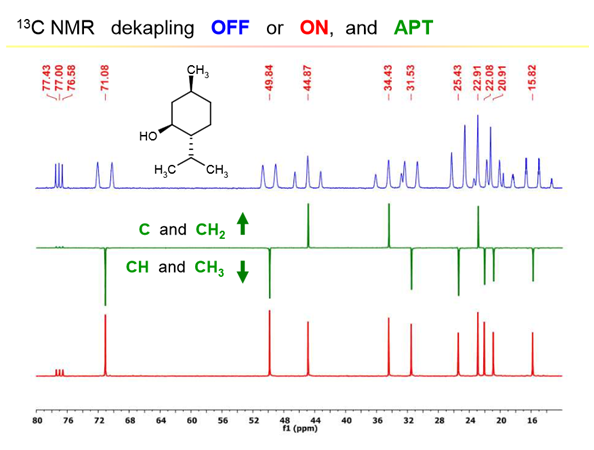 13C NMR dekapling OFF or ON, and APT
77.43
77.00
76.58
71.08
49.84
44.87
34.43
31.53
25.43
22.91
22.08
20.91
15.82
CH3
HO
H3C CH3
C and CH2
CH and CH3
80 76 72 68 64 60 56 52 48 44 40 36 32 28 24 20 16
f1 (ppm)